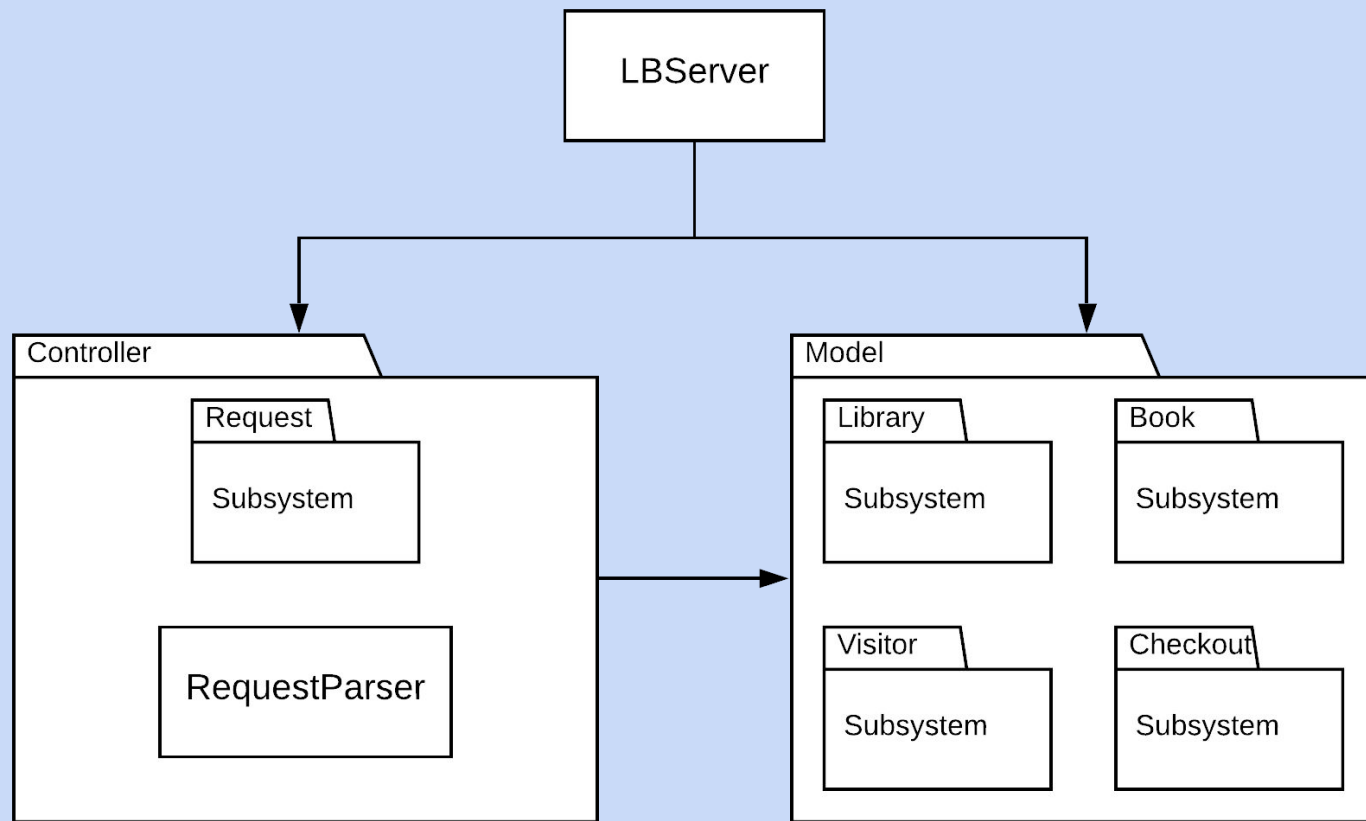 LBServer
Controller
Request
Subsystem
RequestParser
Model
Library
Subsystem
Book
Subsystem
Visitor
Subsystem
Checkout
Subsystem